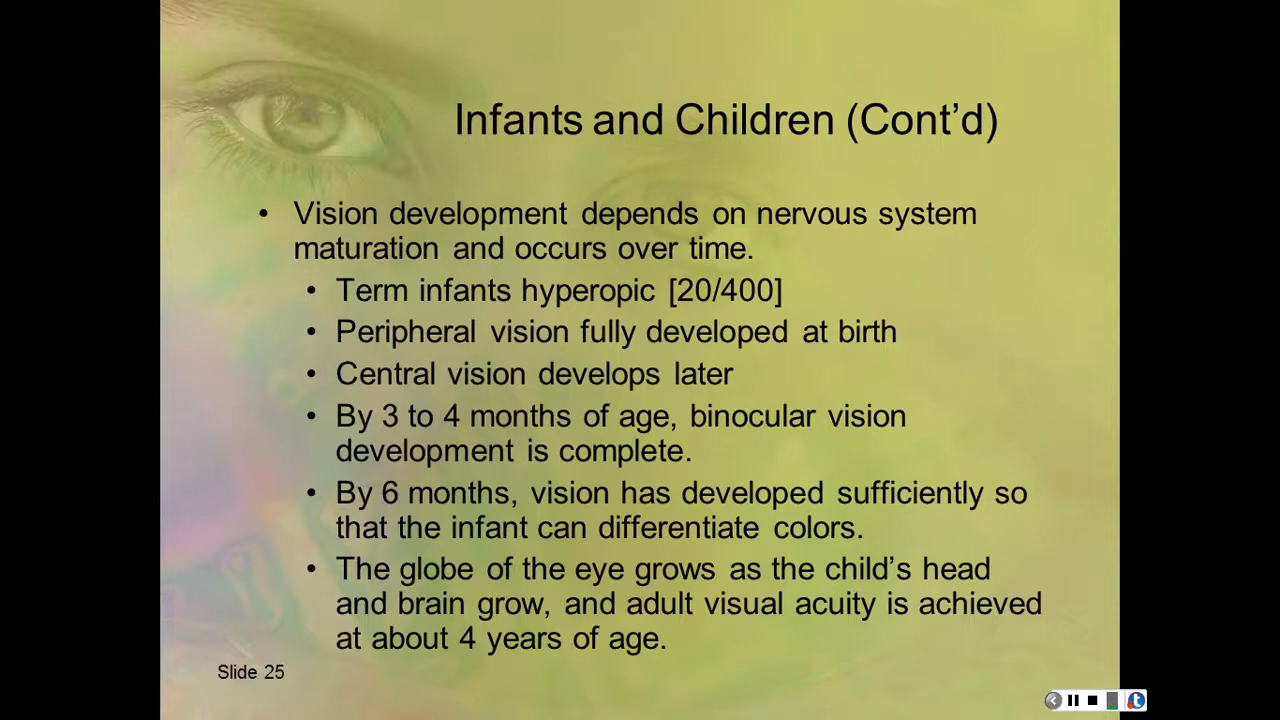 Infants and Children (Cont’d)
• Vision development depends on nervous system
maturation and occurs over time.
• Term infants hyperopic [20/400]
• Peripheral vision fully developed at birth
• Central vision develops later
• By 3 to 4 months of age, binocular vision
development is complete.
• By 6 months, vision has developed sufficiently so
that the infant can differentiate colors.
• The globe of the eye grows as the child’s head
and brain grow, and adult visual acuity is achieved
at about 4 years of age.
Slide 25
t